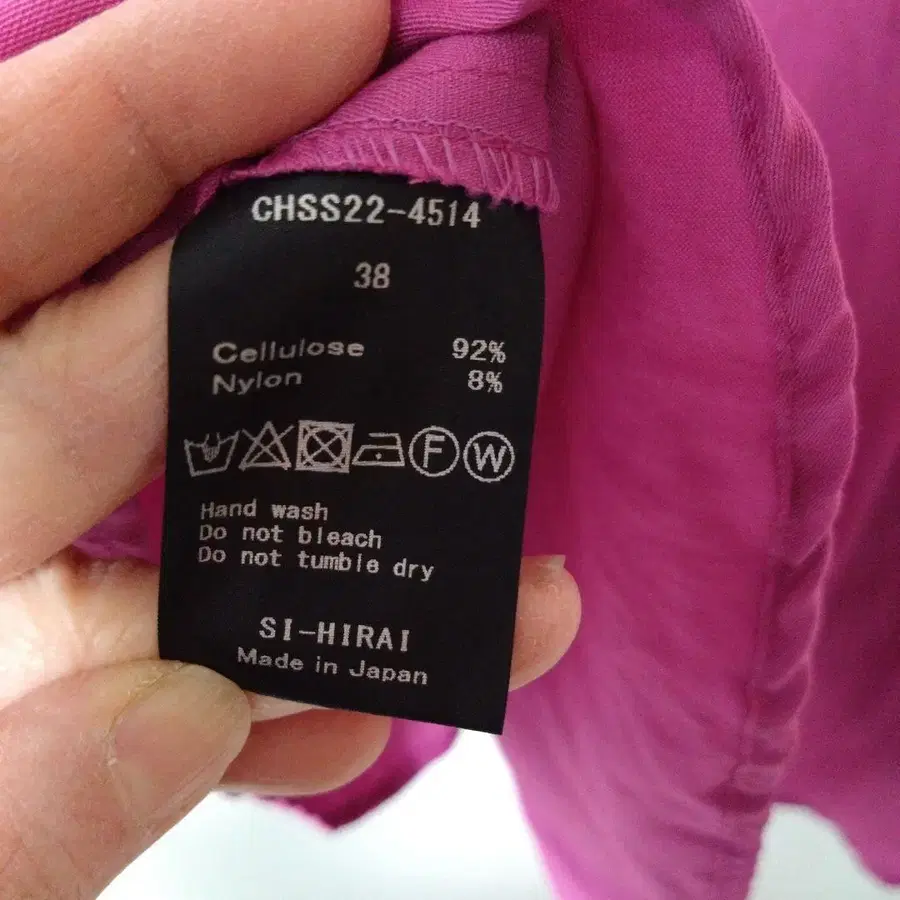 CHSS22-4514
38
Cellulose 92%
Nylon 8%
F W
Hand wash
Do not bleach
Do not tumble dry
SI-HIRAI
Made in Japan